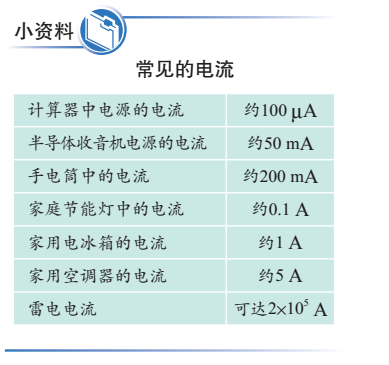 小资料
常见的电流
计算器中电源的电流 约100 μA
半导体收音机电源的电流 约50 mA
手电筒中的电流 约200 mA
家庭节能灯中的电流 约0.1 A
家用电冰箱的电流 约1 A
家用空调器的电流 约5 A
雷电电流 可达2×10⁵ A